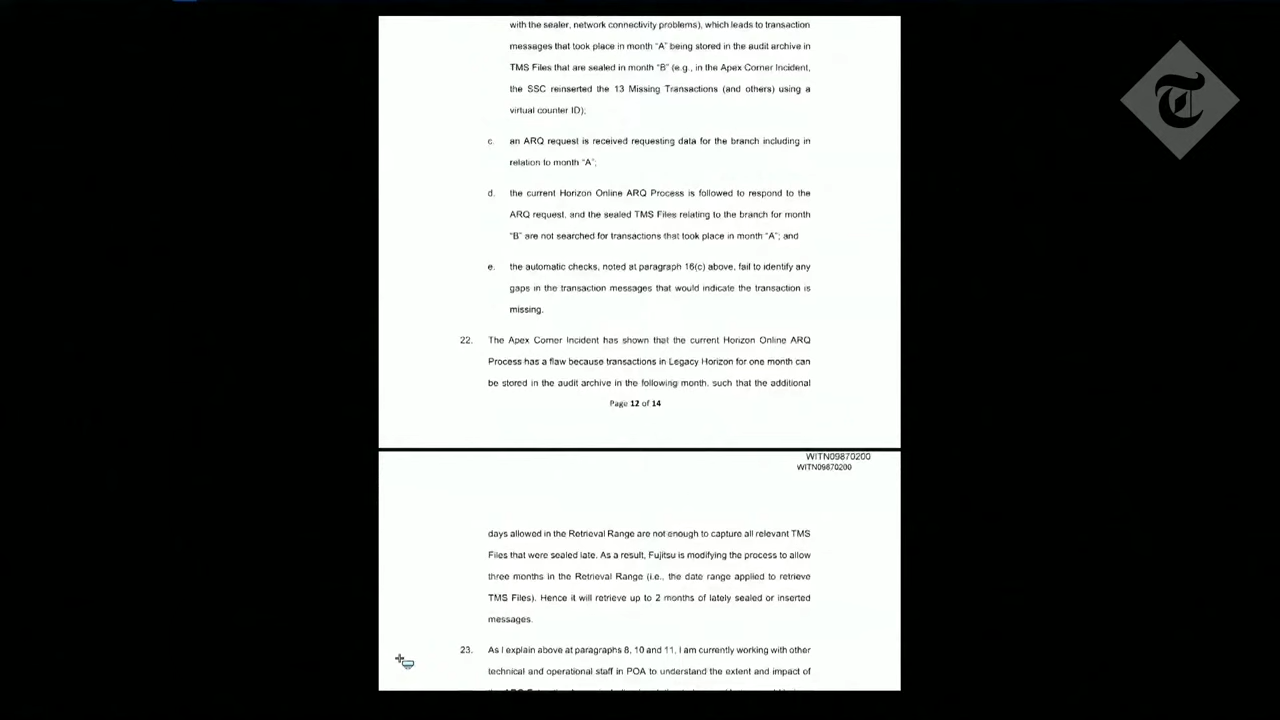 with the sealer, network connectivity problems), which leads to transaction
messages that took place in month "A" being stored in the audit archive in
TMS Files that are sealed in month "B" (e.g., in the Apex Corner Incident,
the SSC reinserted the 13 Missing Transactions (and others) using a
virtual counter ID);
c. an ARQ request is received requesting data for the branch including in
relation to month "A";
d. the current Horizon Online ARQ Process is followed to respond to the
ARQ request, and the sealed TMS Files relating to the branch for month
"B" are not searched for transactions that took place in month "A"; and
e. the automatic checks, noted at paragraph 16(c) above, fail to identify any
gaps in the transaction messages that would indicate the transaction is
missing.
22. The Apex Corner Incident has shown that the current Horizon Online ARQ
Process has a flaw because transactions in Legacy Horizon for one month can
be stored in the audit archive in the following month, such that the additional
Page 12 of 14
WITN09870200
WITN09870200
days allowed in the Retrieval Range are not enough to capture all relevant TMS
Files that were sealed late. As a result, Fujitsu is modifying the process to allow
three months in the Retrieval Range (i.e., the date range applied to retrieve
TMS Files). Hence it will retrieve up to 2 months of lately sealed or inserted
messages.
23. As I explain above at paragraphs 8, 10 and 11, I am currently working with other
technical and operational staff in POA to understand the extent and impact of